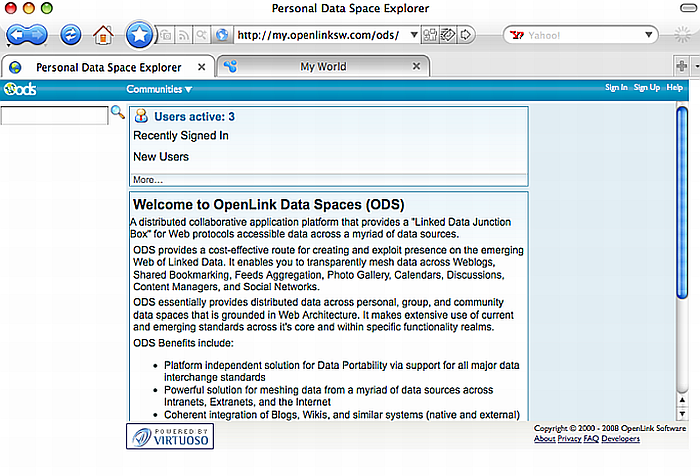 Personal Data Space Explorer
http://my.openlinksw.com/ods/
Yahoo!
Personal Data Space Explorer
My World
ods
Communities
Sign In Sign Up Help
Users active: 3
Recently Signed In
New Users
More...
Welcome to OpenLink Data Spaces (ODS)
A distributed collaborative application platform that provides a "Linked Data Junction
Box" for Web protocols accessible data across a myriad of data sources.
ODS provides a cost-effective route for creating and exploit presence on the emerging
Web of Linked Data. It enables you to transparently mesh data across Weblogs,
Shared Bookmarking, Feeds Aggregation, Photo Gallery, Calendars, Discussions,
Content Managers, and Social Networks.
ODS essentially provides distributed data across personal, group, and community
data spaces that is grounded in Web Architecture. It makes extensive use of current
and emerging standards across it's core and within specific functionality realms.
ODS Benefits include:
• Platform independent solution for Data Portability via support for all major data
interchange standards
• Powerful solution for meshing data from a myriad of data sources across
Intranets, Extranets, and the Internet
• Coherent integration of Blogs, Wikis, and similar systems (native and external)
POWERED BY
VIRTUOSO
Copyright © 2000 - 2008 OpenLink Software
About Privacy FAQ Developers